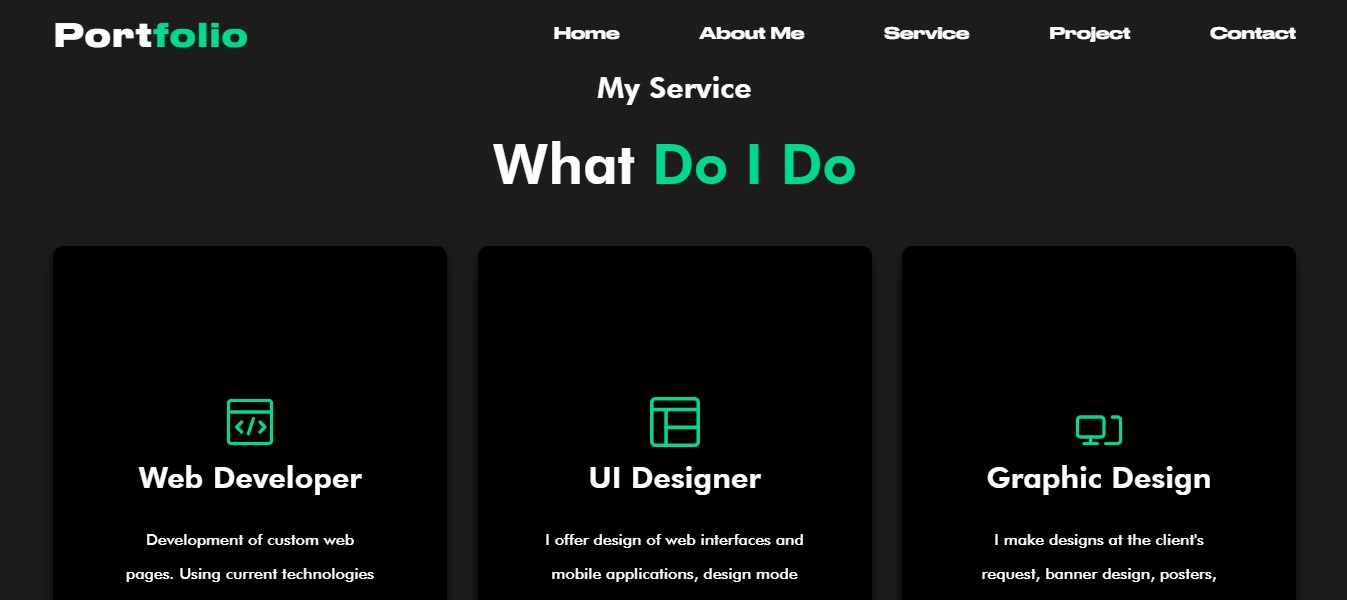 Portfolio
Home About Me Service Project Contact
My Service
What Do I Do
Web Developer
Development of custom web
pages. Using current technologies
UI Designer
I offer design of web interfaces and
mobile applications, design mode
Graphic Design
I make designs at the client's
request, banner design, posters,